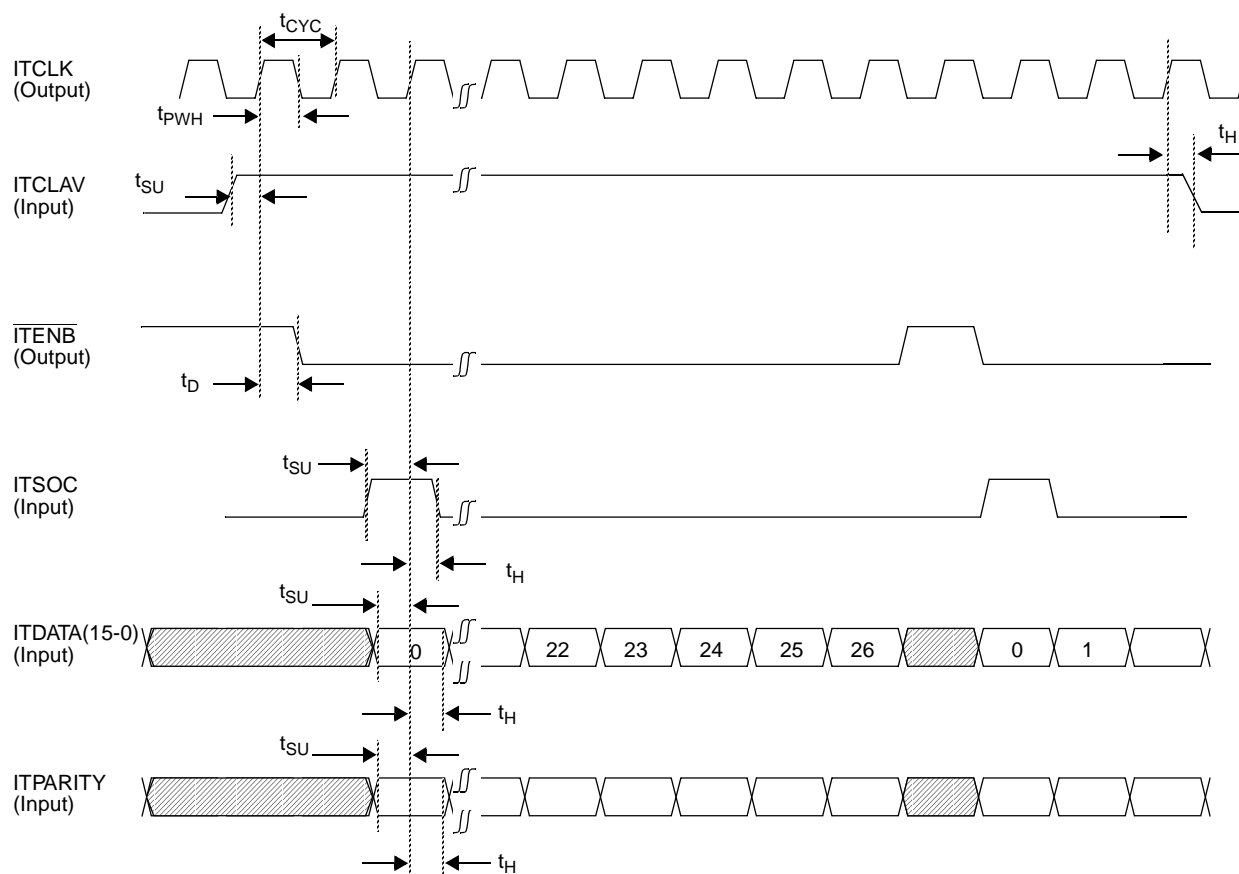 tCYC
ITCLK
(Output)
tPWH
tH
ITCLAV
(Input)
tSU
ITENB
(Output)
tD
tSU
ITSOC
(Input)
tH
tSU
ITDATA(15-0)
(Input)
0 22 23 24 25 26 0 1
tH
tSU
ITPARITY
(Input)
tH